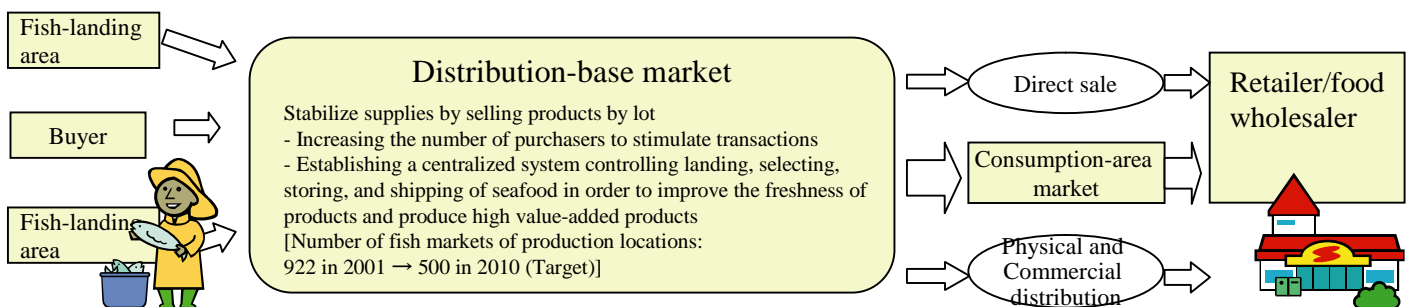 Fish-landing
area
Buyer
Fish-landing
area
Distribution-base market
Stabilize supplies by selling products by lot
- Increasing the number of purchasers to stimulate transactions
- Establishing a centralized system controlling landing, selecting,
storing, and shipping of seafood in order to improve the freshness of
products and produce high value-added products
[Number of fish markets of production locations:
922 in 2001 → 500 in 2010 (Target)]
Direct sale
Consumption-area
market
Physical and
Commercial
distribution
Retailer/food
wholesaler